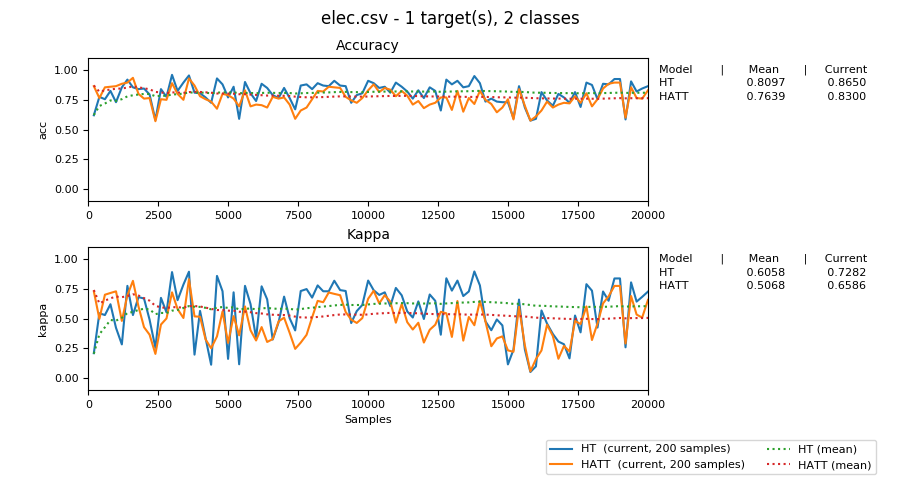 elec.csv - 1 target(s), 2 classes
Accuracy
1.00
0.75
0.50
0.25
0.00
acc
0 2500 5000 7500 10000 12500 15000 17500 20000
Model | Mean | Current
HT 0.8097 0.8650
HATT 0.7639 0.8300
Kappa
1.00
0.75
0.50
0.25
0.00
kappa
0 2500 5000 7500 10000 12500 15000 17500 20000
Samples
Model | Mean | Current
HT 0.6058 0.7282
HATT 0.5068 0.6586
HT (current, 200 samples) HT (mean)
HATT (current, 200 samples) HATT (mean)